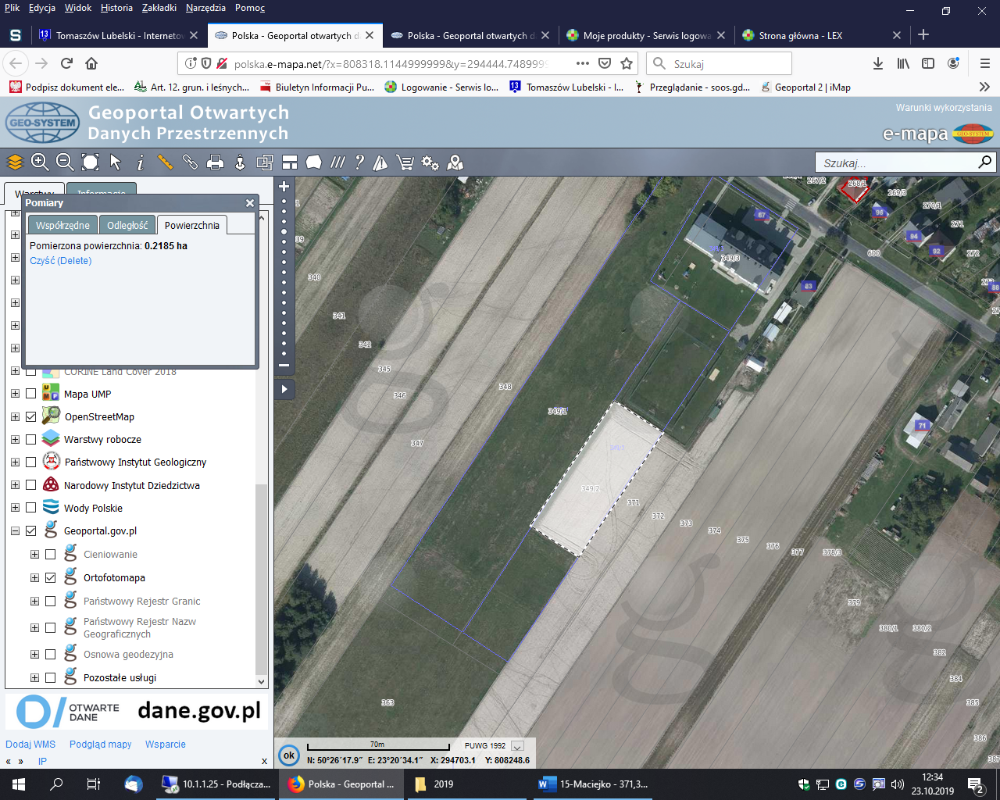 Plik Edycja Widok Historia Zakładki Narzędzia Pomoc
Tomaszów Lubelski - Internetow
Polska - Geoportal otwartych d
Polska - Geoportal otwartych d
Moje produkty - Serwis logowa
Strona główna - LEX
polska.e-mapa.net/?x=808318.1144999999&y=294444.748999
Szukaj
Podpisz dokument ele...
Art. 12. grun. i leśnych...
Biuletyn Informacji Pu...
Logowanie - Serwis lo...
Tomaszów Lubelski - I...
Przeglądanie - soos.gd...
Geoportal 2 | iMap
GEO-SYSTEM
Geoportal Otwartych
Danych Przestrzennych
Warunki wykorzystania
e-mapa
GEO-SYSTEM
Szukaj...
Warstwy
Informacje
Pomiary
Współrzędne
Odległość
Powierzchnia
Pomierzona powierzchnia: 0.2185 ha
Czyść (Delete)
CORINE Land Cover 2018
Mapa UMP
OpenStreetMap
Warstwy robocze
Państwowy Instytut Geologiczny
Narodowy Instytut Dziedzictwa
Wody Polskie
Geoportal.gov.pl
Cieniowanie
Ortofotomapa
Państwowy Rejestr Granic
Państwowy Rejestr Nazw
Geograficznych
Osnowa geodezyjna
Pozostałe usługi
OTWARTE
DANE
dane.gov.pl
Dodaj WMS Podgląd mapy Wsparcie
« » IP x
267/2
268/1
269/3
270/1
271
272
96
94
92
87
349/3
83
600
88
340
341
342
345
346
347
348
349/1
349/2
71
371
372
373
374
375
376
377
378/3
379
380/1
380/2
382
384
385
386
387
363
70m
PUWG 1992
ok
N: 50°26´17.9˝ E: 23°20´34.1˝ X: 294703.1 Y: 808248.6
10.1.1.25 - Podłącza...
Polska - Geoportal ...
2019
15-Maciejko - 371,3...
12:34
23.10.2019
2